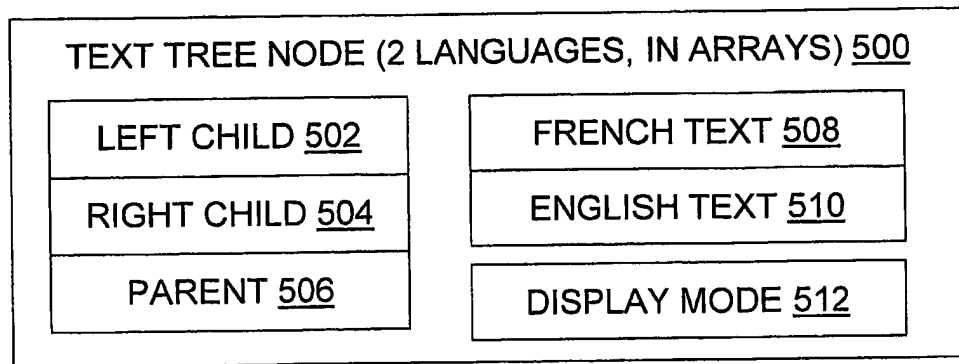 TEXT TREE NODE (2 LANGUAGES, IN ARRAYS) 500
LEFT CHILD 502
RIGHT CHILD 504
PARENT 506
FRENCH TEXT 508
ENGLISH TEXT 510
DISPLAY MODE 512